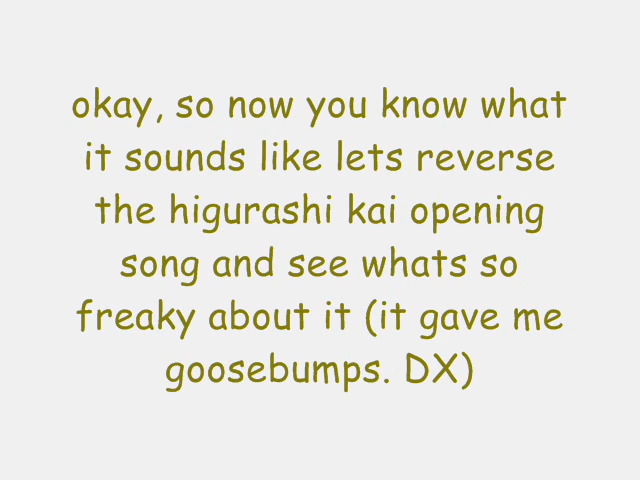 okay, so now you know what
it sounds like lets reverse
the higurashi kai opening
song and see whats so
freaky about it (it gave me
goosebumps. DX)